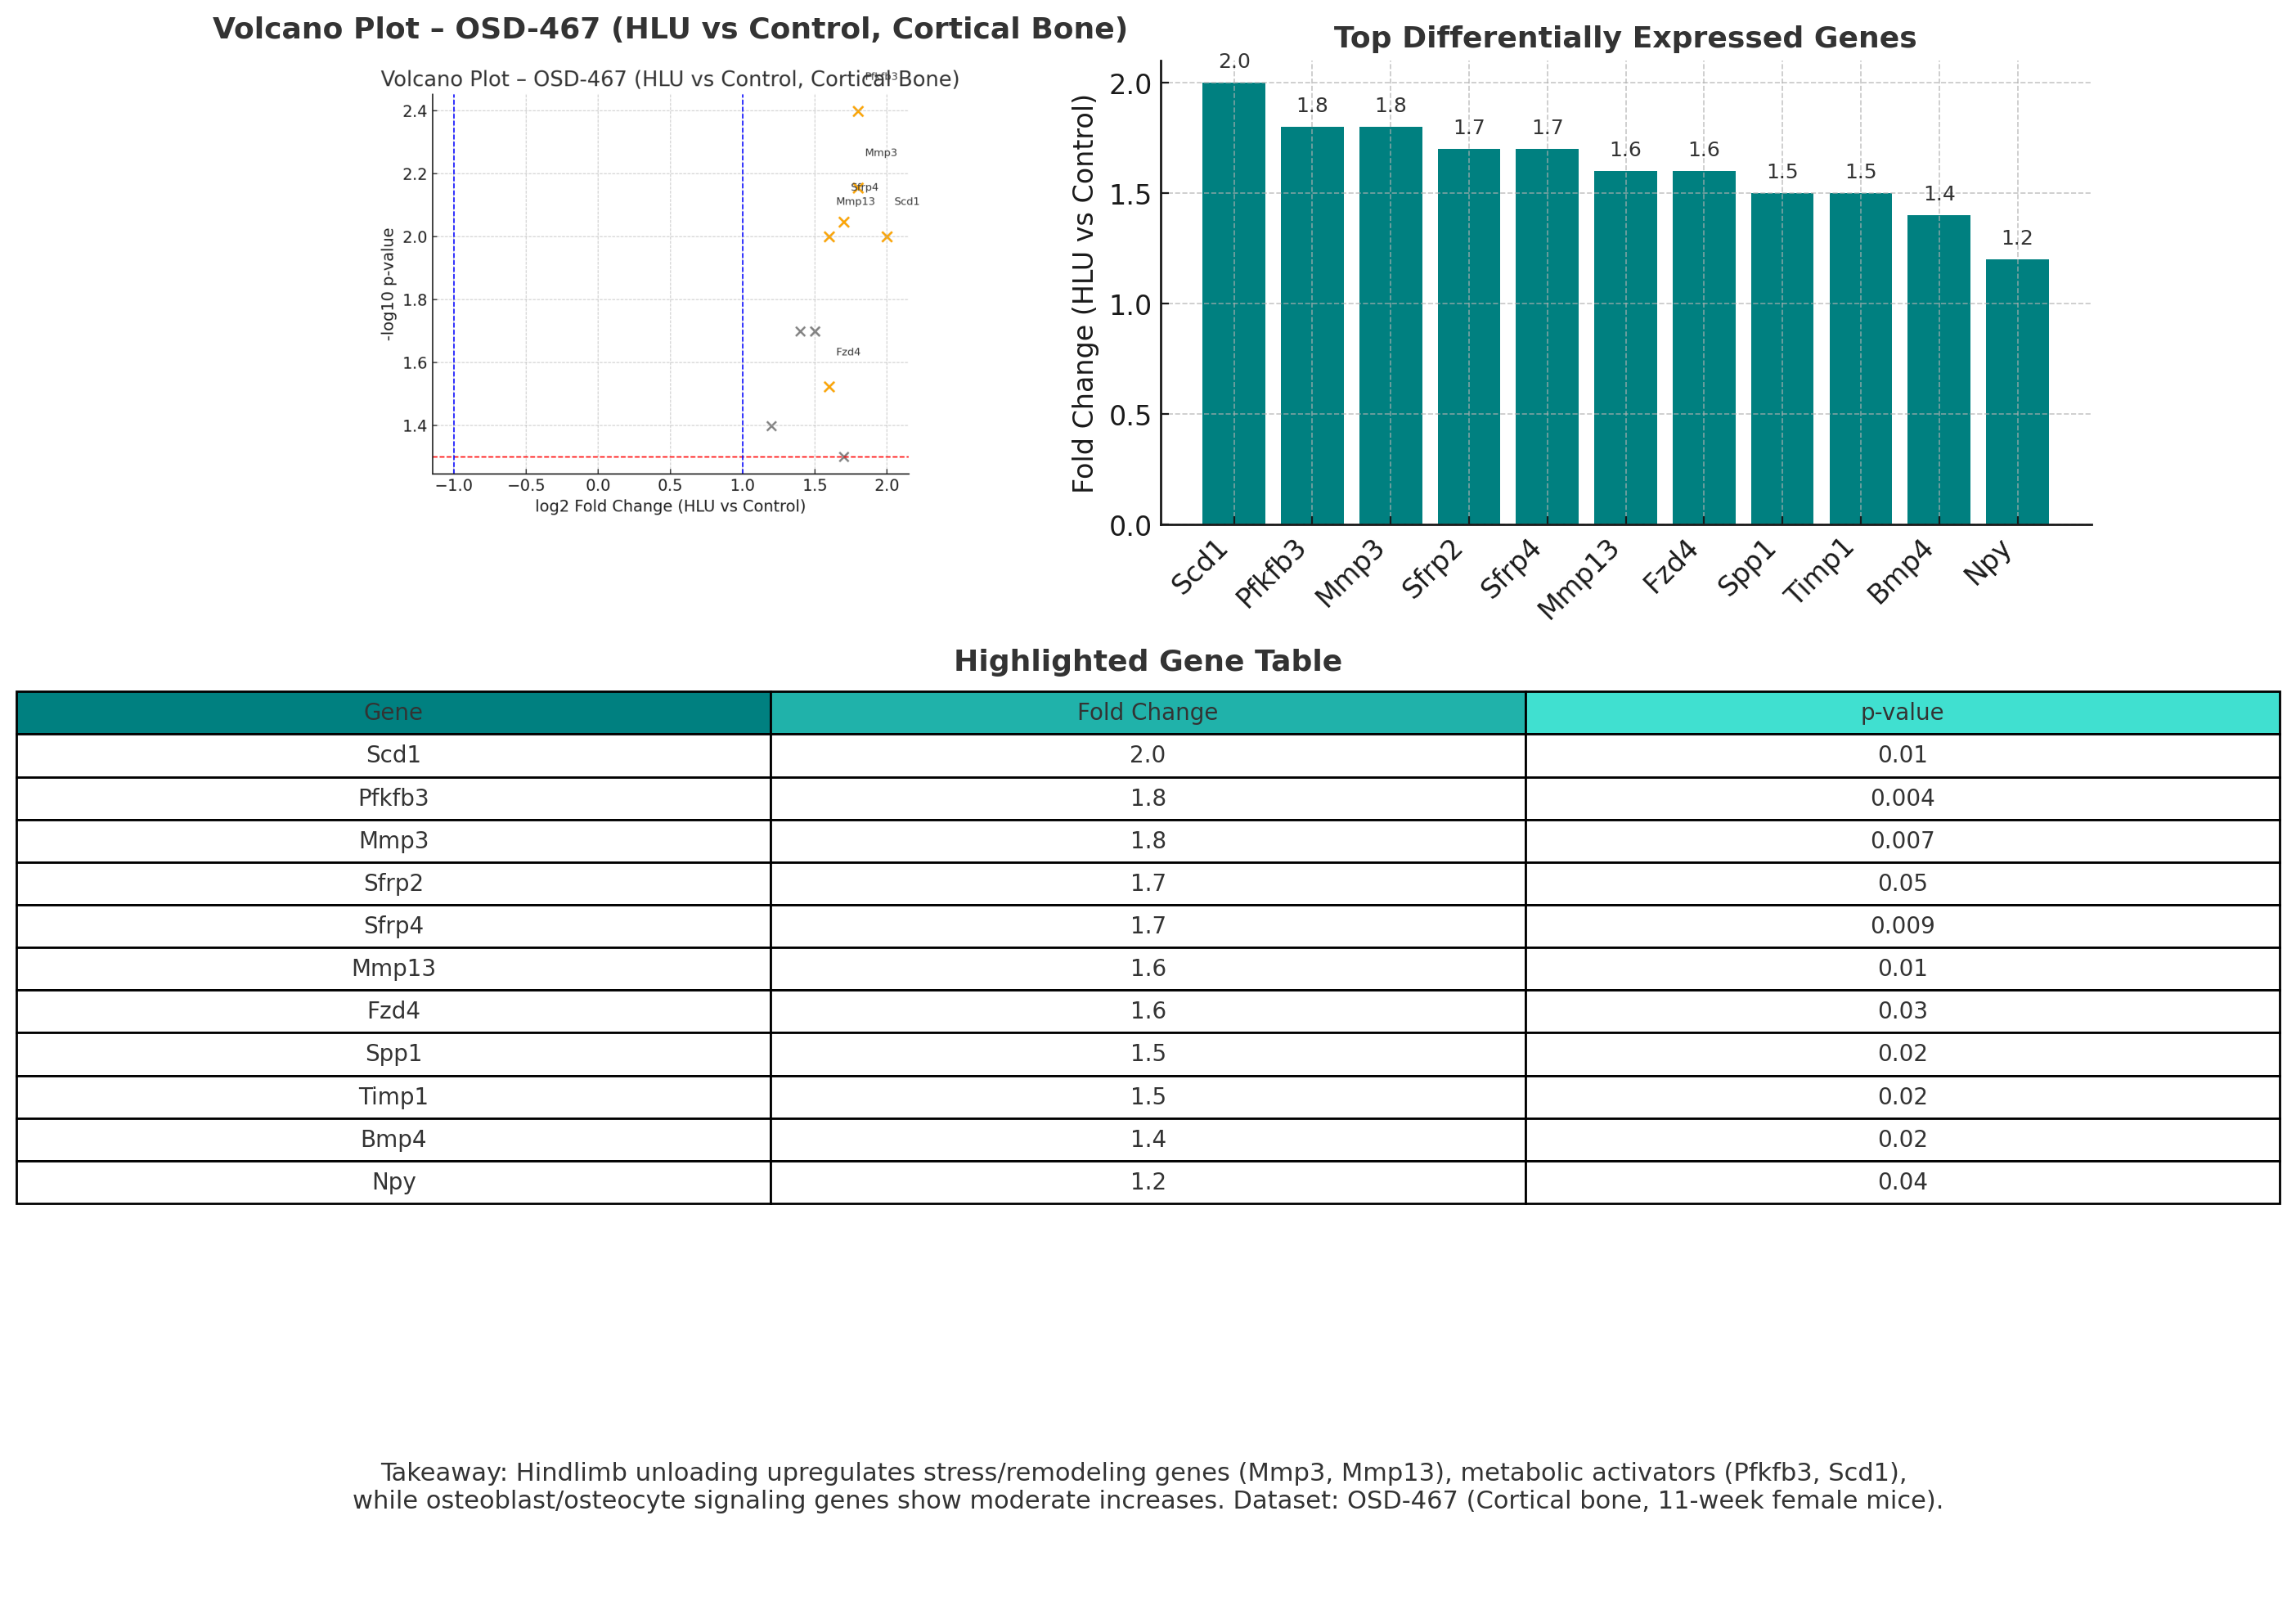 Volcano Plot – OSD-467 (HLU vs Control, Cortical Bone)
Volcano Plot – OSD-467 (HLU vs Control, Cortical Bone)
Pfkfb3
Mmp3
Sfrp4
Mmp13
Scd1
Fzd4
-log10 p-value
2.4
2.2
2.0
1.8
1.6
1.4
−1.0 −0.5 0.0 0.5 1.0 1.5 2.0
log2 Fold Change (HLU vs Control)
Top Differentially Expressed Genes
Fold Change (HLU vs Control)
2.0
1.5
1.0
0.5
0.0
2.0 1.8 1.8 1.7 1.7 1.6 1.6 1.5 1.5 1.4 1.2
Scd1 Pfkfb3 Mmp3 Sfrp2 Sfrp4 Mmp13 Fzd4 Spp1 Timp1 Bmp4 Npy
Highlighted Gene Table
Gene Fold Change p-value
Scd1 2.0 0.01
Pfkfb3 1.8 0.004
Mmp3 1.8 0.007
Sfrp2 1.7 0.05
Sfrp4 1.7 0.009
Mmp13 1.6 0.01
Fzd4 1.6 0.03
Spp1 1.5 0.02
Timp1 1.5 0.02
Bmp4 1.4 0.02
Npy 1.2 0.04
Takeaway: Hindlimb unloading upregulates stress/remodeling genes (Mmp3, Mmp13), metabolic activators (Pfkfb3, Scd1),
while osteoblast/osteocyte signaling genes show moderate increases. Dataset: OSD-467 (Cortical bone, 11-week female mice).